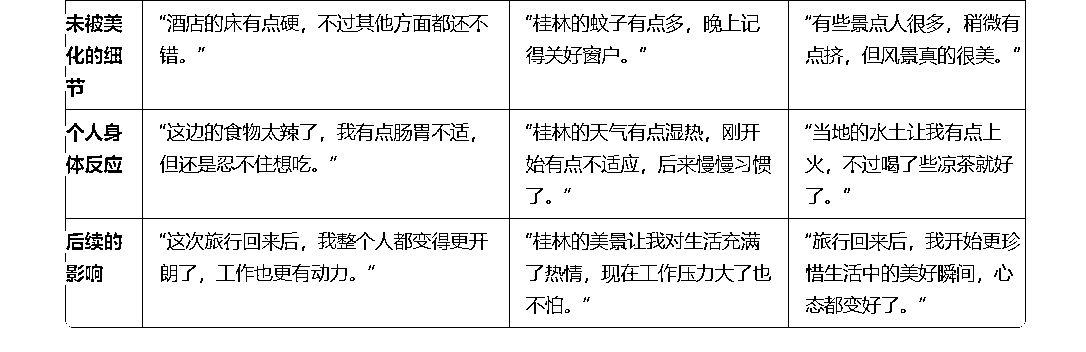 未被美化的细节
“酒店的床有点硬，不过其他方面都还不
错。”
“桂林的蚊子有点多，晚上记
得关好窗户。”
“有些景点人很多，稍微有
点挤，但风景真的很美。”
个人身体反应
“这边的食物太辣了，我有点肠胃不适，
但还是忍不住想吃。”
“桂林的天气有点湿热，刚开
始有点不适应，后来慢慢习惯
了。”
“当地的水土让我有点上
火，不过喝了些凉茶就好
了。”
后续的影响
“这次旅行回来后，我整个人都变得更开
朗了，工作也更有动力。”
“桂林的美景让我对生活充满
了热情，现在工作压力大了也
不怕。”
“旅行回来后，我开始更珍
惜生活中的美好瞬间，心
态都变好了。”